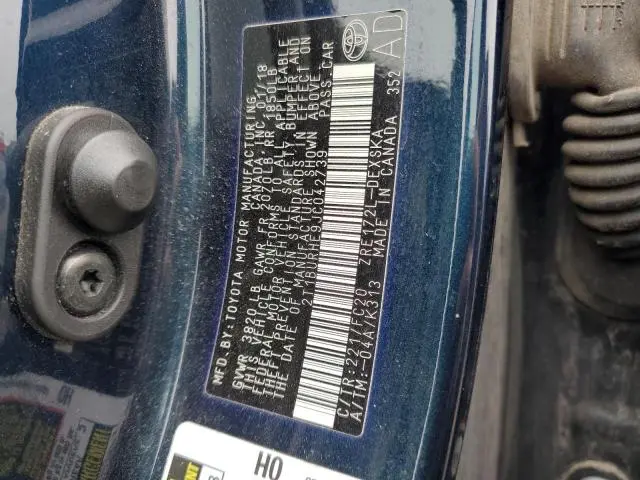 MFD.BY:TOYOTA MOTOR MANUFACTURING
CANADA,INC. 07/18
GVWR 3820LB GAWR FR 2010LB RR 1850LB
THIS VEHICLE CONFORMS TO ALL APPLICABLE
FEDERAL MOTOR VEHICLE SAFETY, BUMPER, AND
THEFT PREVENTION STANDARDS IN EFFECT ON
THE DATE OF MANUFACTURE SHOWN ABOVE.
2T1BURHE9JC042739 PASS.CAR
C/TR:221/FC20 ZRE172L-DEXSKA
A/TM:-04A/K313 MADE IN CANADA 352
AD
HO